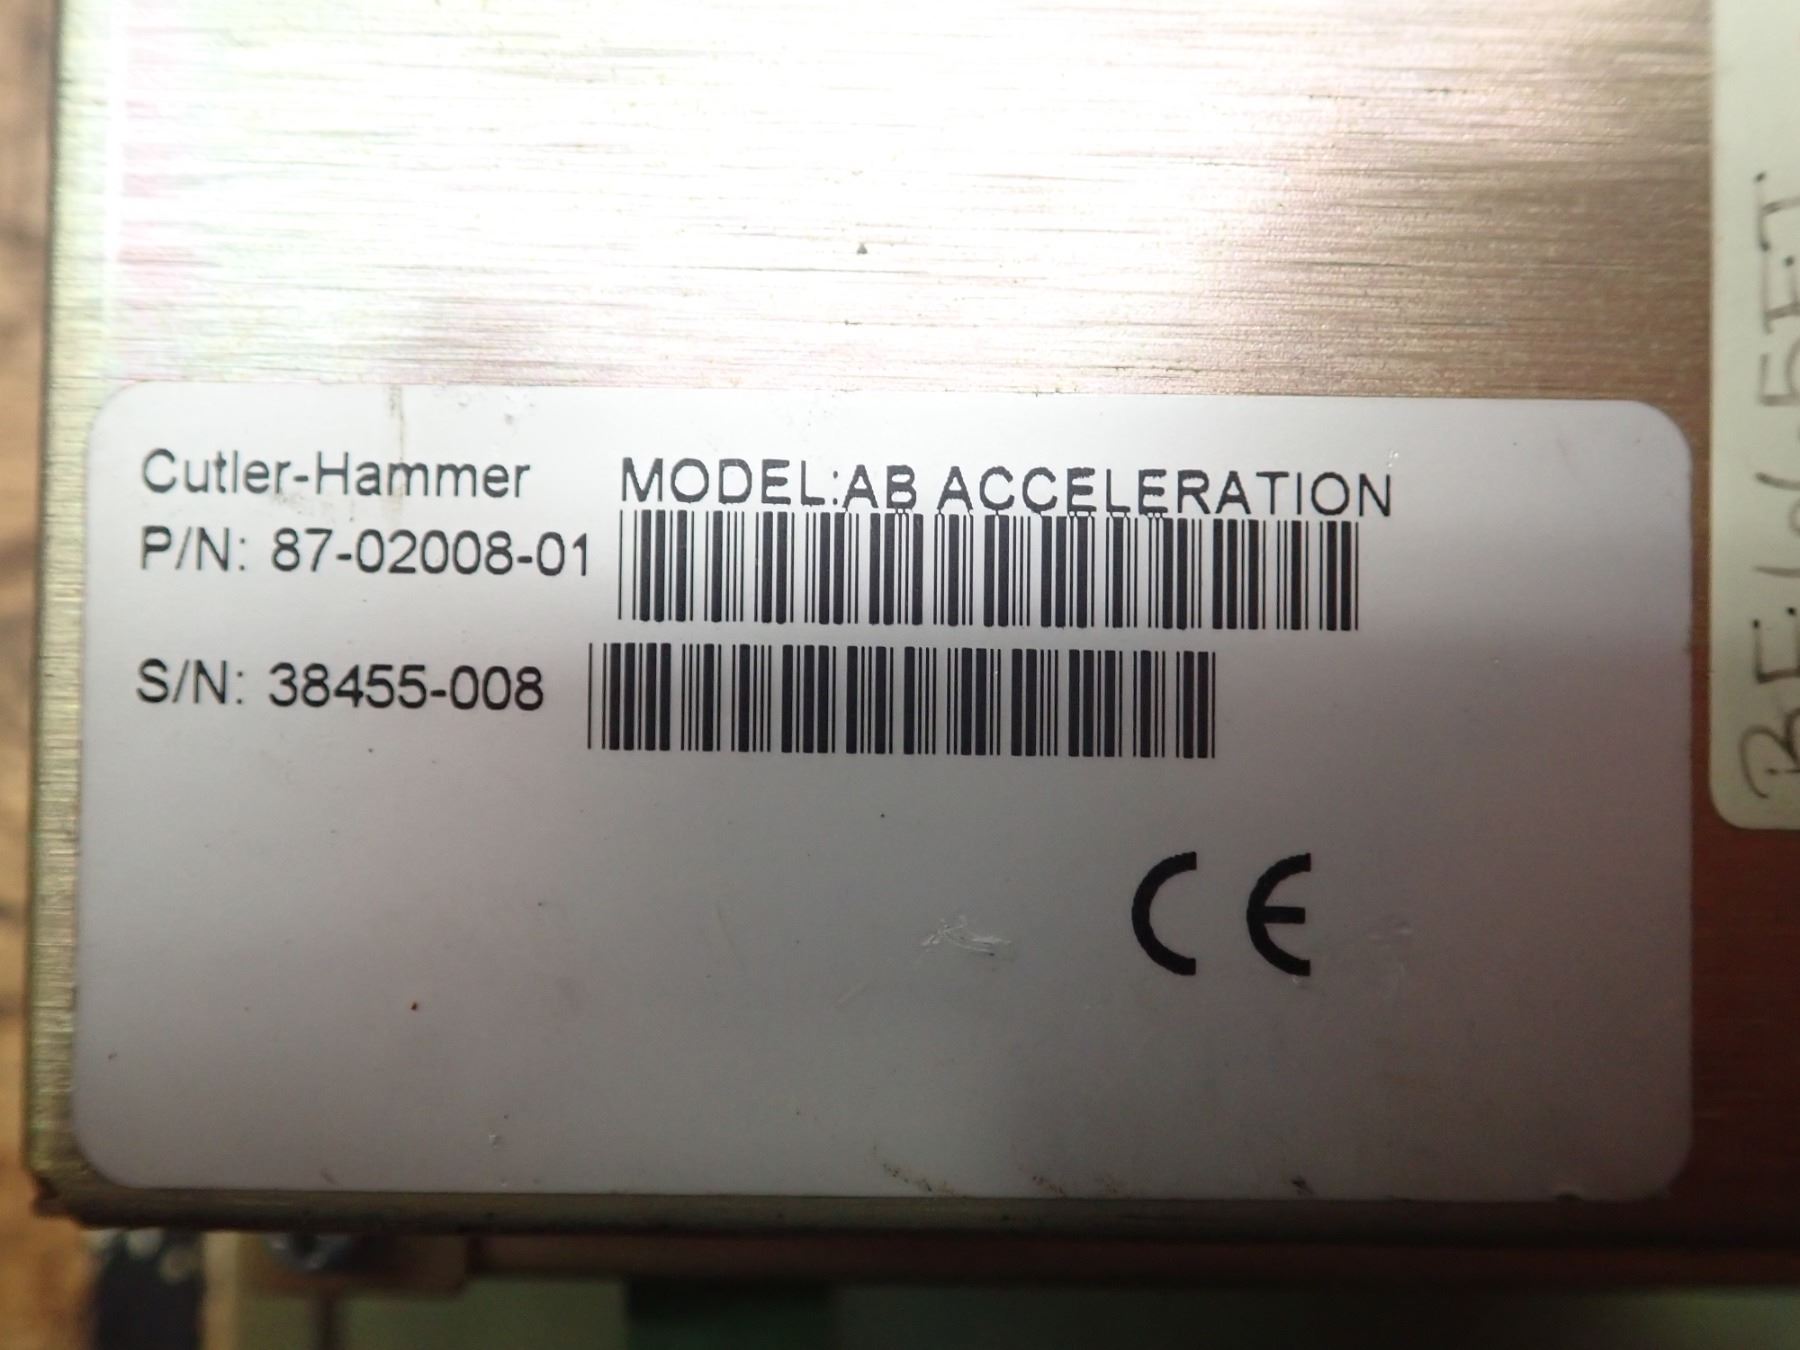 Cutler-Hammer MODEL:AB ACCELERATION
P/N: 87-02008-01
S/N: 38455-008
CE